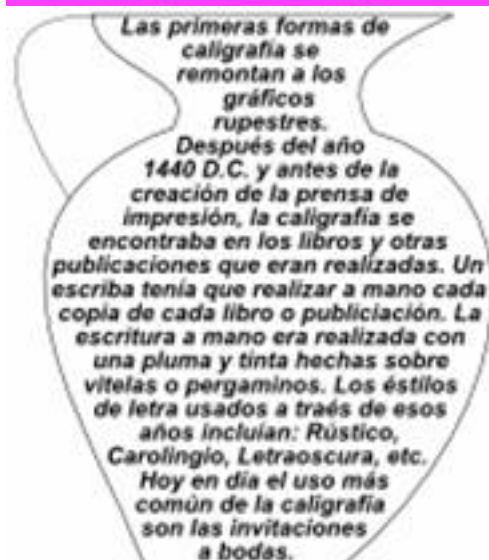 Las primeras formas de
caligrafía se
remontan a los
gráficos
rupestres.
Después del año
1440 D.C. y antes de la
creación de la prensa de
impresión, la caligrafía se
encontraba en los libros y otras
publicaciones que eran realizadas. Un
escriba tenía que realizar a mano cada
copia de cada libro o publiciación. La
escritura a mano era realizada con
una pluma y tinta hechas sobre
vitelas o pergaminos. Los éstilos
de letra usados a traés de esos
años incluían: Rústico,
Carolingio, Letraoscura, etc.
Hoy en día el uso más
común de la caligrafía
son las invitaciones
a bodas.